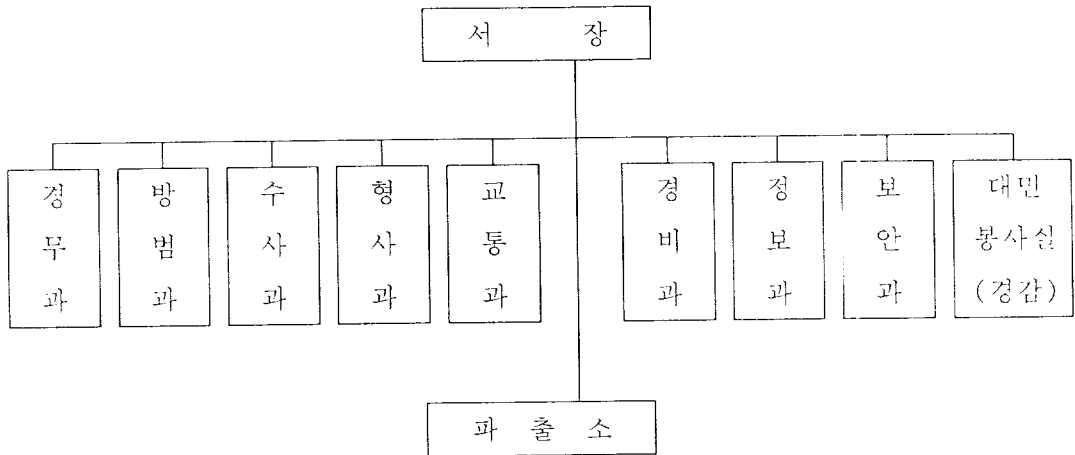 서 장
경무과
방범과
수사과
형사과
교통과
경비과
정보과
보안과
대민
봉사실
(경감)
파 출 소